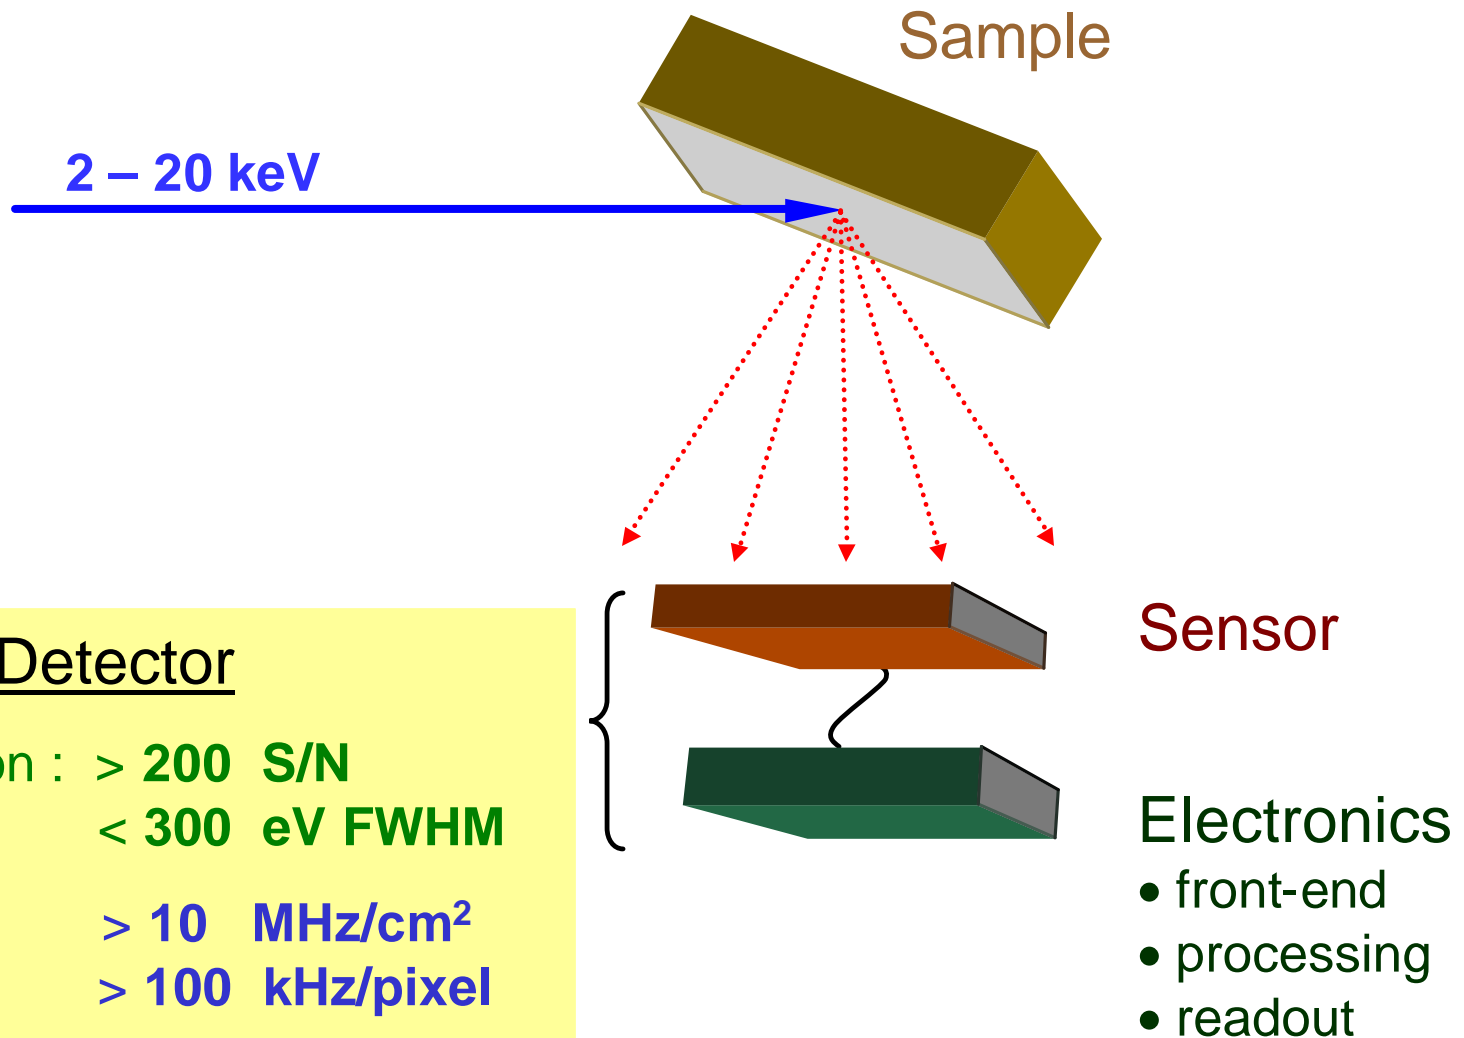 Sample
2 – 20 keV
Detector
on : > 200 S/N
< 300 eV FWHM
> 10 MHz/cm²
> 100 kHz/pixel
Sensor
Electronics
• front-end
• processing
• readout